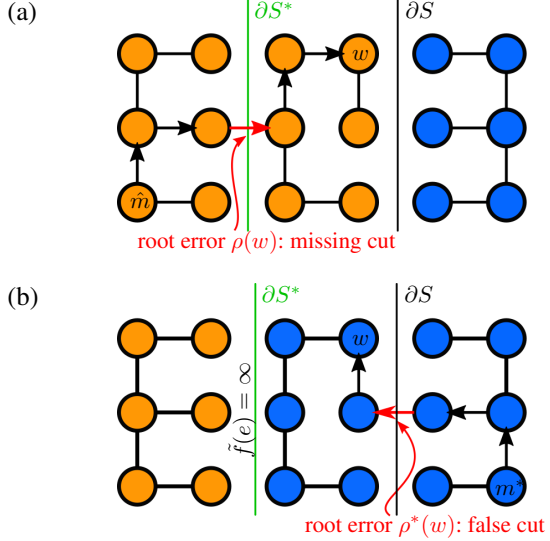 (a)
∂S*
∂S
w
m̂
root error ρ(w): missing cut
(b)
∂S*
∂S
w
f̃(e) = ∞
m*
root error ρ*(w): false cut